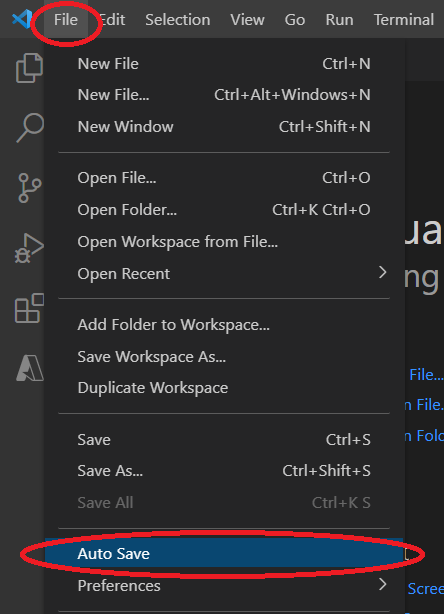 File Edit Selection View Go Run Terminal
New File Ctrl+N
New File... Ctrl+Alt+Windows+N
New Window Ctrl+Shift+N
Open File... Ctrl+O
Open Folder... Ctrl+K Ctrl+O
Open Workspace from File...
Open Recent
Add Folder to Workspace...
Save Workspace As...
Duplicate Workspace
Save Ctrl+S
Save As... Ctrl+Shift+S
Save All Ctrl+K S
Auto Save
Preferences
ua
ng
File...
n File.
n Fold
Scree